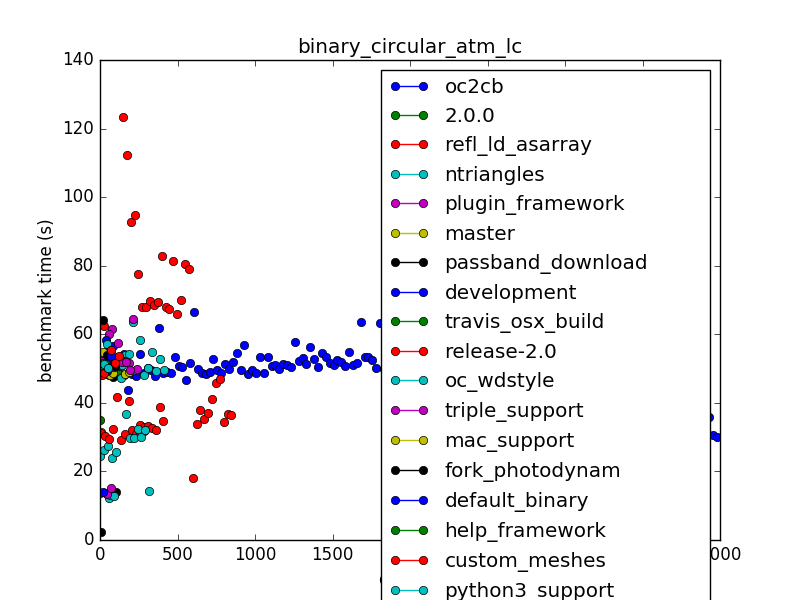 binary_circular_atm_lc
140
120
100
80
60
40
20
0
benchmark time (s)
0
500
1000
1500
000
oc2cb
2.0.0
refl_ld_asarray
ntriangles
plugin_framework
master
passband_download
development
travis_osx_build
release-2.0
oc_wdstyle
triple_support
mac_support
fork_photodynam
default_binary
help_framework
custom_meshes
python3_support